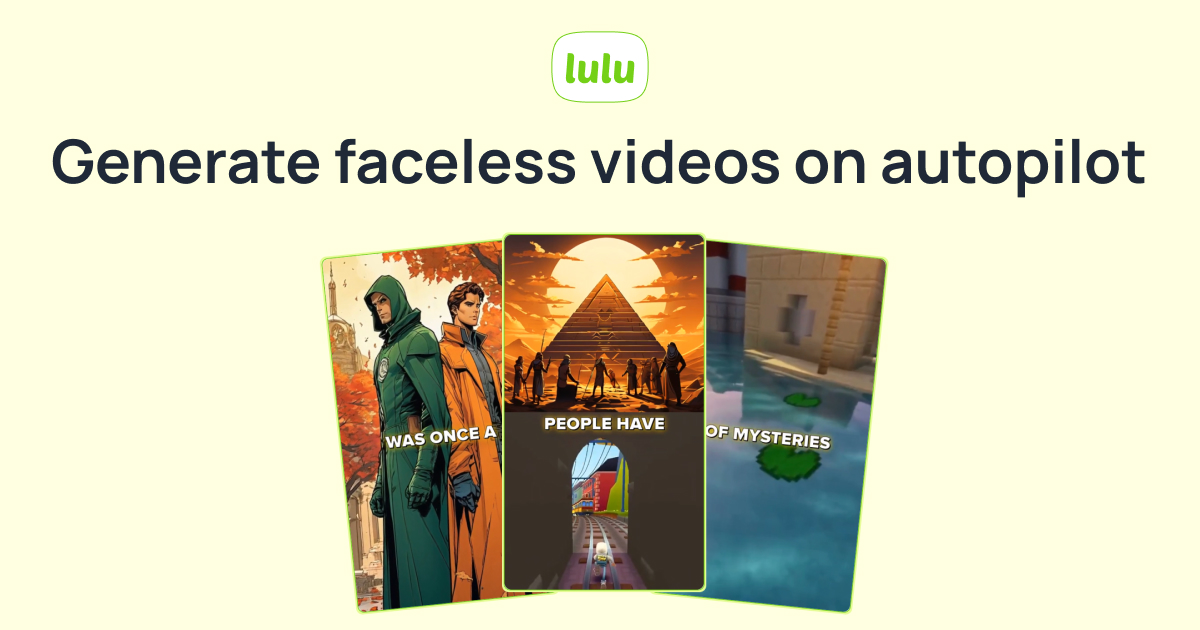 lulu
Generate faceless videos on autopilot
WAS ONCE A
PEOPLE HAVE
OF MYSTERIES